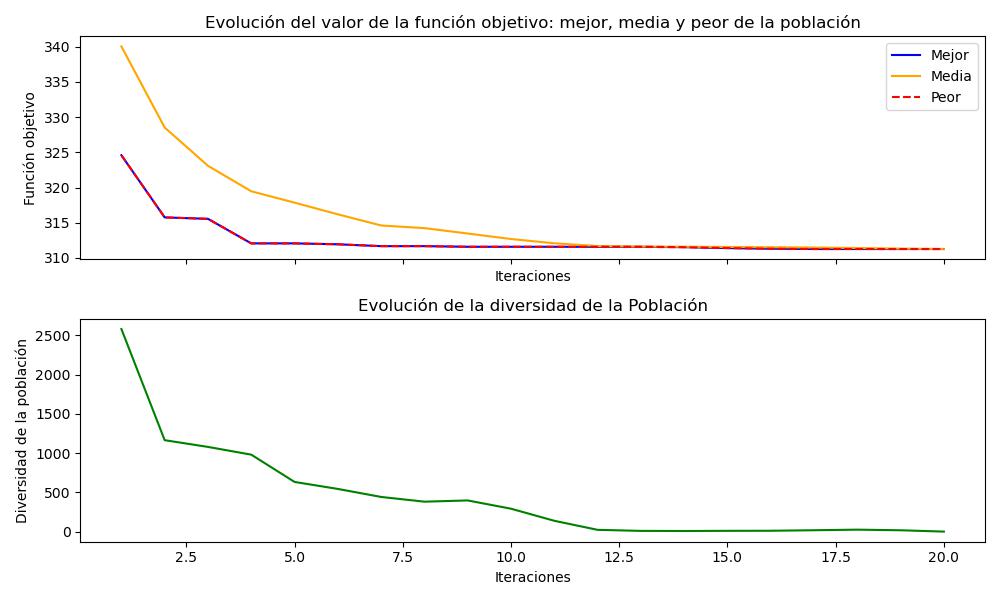 Evolución del valor de la función objetivo: mejor, media y peor de la población
340
335
330
325
320
315
310
Función objetivo
Mejor
Media
Peor
Iteraciones
Evolución de la diversidad de la Población
2500
2000
1500
1000
500
0
Diversidad de la población
2.5
5.0
7.5
10.0
12.5
15.0
17.5
20.0
Iteraciones